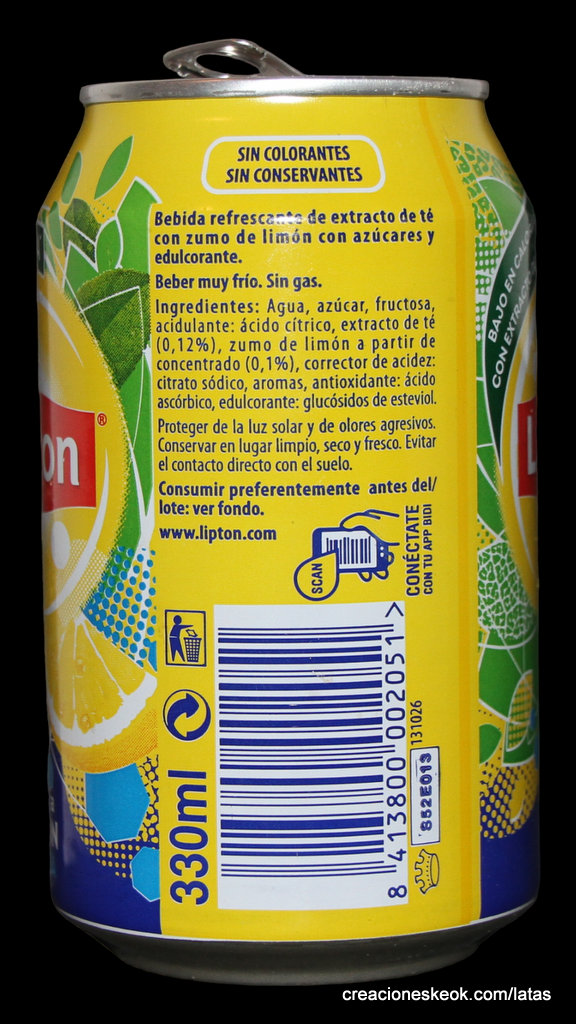 SIN COLORANTES
SIN CONSERVANTES
Bebida refrescante de extracto de té
con zumo de limón con azúcares y
edulcorante.
Beber muy frío. Sin gas.
Ingredientes: Agua, azúcar, fructosa,
acidulante: ácido cítrico, extracto de té
(0,12%), zumo de limón a partir de
concentrado (0,1%), corrector de acidez:
citrato sódico, aromas, antioxidante: ácido
ascórbico, edulcorante: glucósidos de esteviol.
Proteger de la luz solar y de olores agresivos.
Conservar en lugar limpio, seco y fresco. Evitar
el contacto directo con el suelo.
Consumir preferentemente antes del/
lote: ver fondo.
www.lipton.com
SCAN
CONÉCTATE
CON TU APP BIDI
330ml
8 413800 002051 >
131026
852E013
on®
BAJO EN
CON
L
creacioneskeok.com/latas